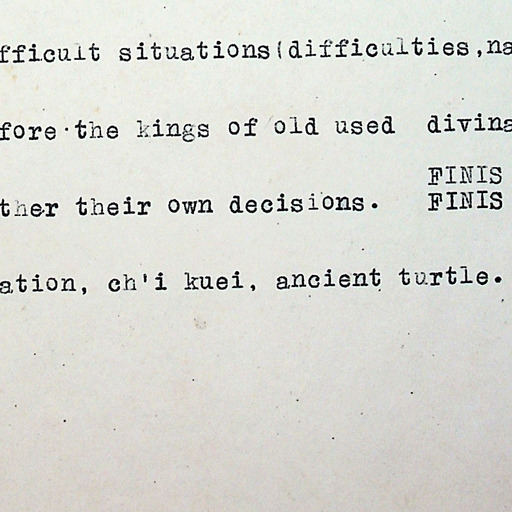 fficult situations(difficulties,na
fore the kings of old used divina
FINIS
ther their own decisions. FINIS
ation, ch'i kuei, ancient turtle.